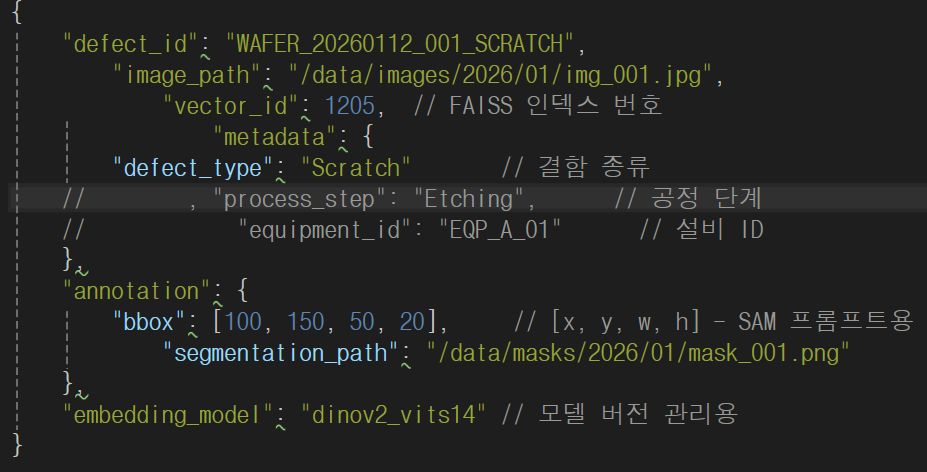 {
"defect_id": "WAFER_20260112_001_SCRATCH",
"image_path": "/data/images/2026/01/img_001.jpg",
"vector_id": 1205,  // FAISS 인덱스 번호
"metadata": {
"defect_type": "Scratch"      // 결함 종류
//       , "process_step": "Etching",     // 공정 단계
//          "equipment_id": "EQP_A_01"     // 설비 ID
},
"annotation": {
"bbox": [100, 150, 50, 20],     // [x, y, w, h] - SAM 프롬프트용
"segmentation_path": "/data/masks/2026/01/mask_001.png"
},
"embedding_model": "dinov2_vits14" // 모델 버전 관리용
}